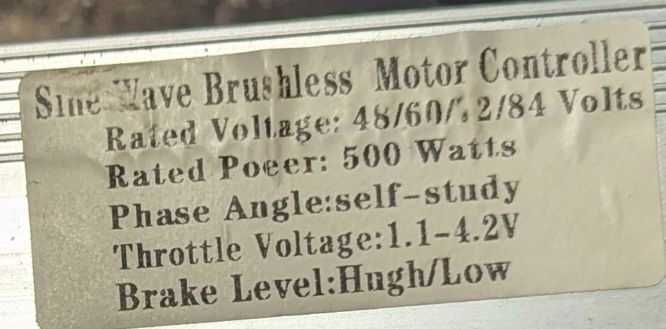 Sine Wave Brushless Motor Controller
Rated Voltage: 48/60/72/84 Volts
Rated Poeer: 500 Watts
Phase Angle:self-study
Throttle Voltage:1.1-4.2V
Brake Level:Hugh/Low